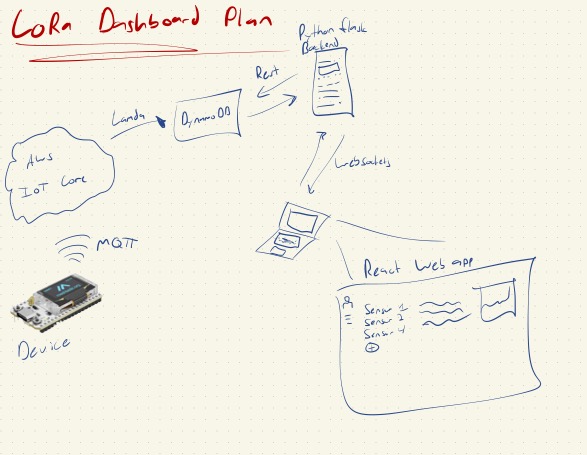 LoRa Dashboard Plan
Python flask
Backend
Rest
Lamda
DynamoDB
AWS
IoT Core
Websockets
MQTT
React Web app
Sensor 1
Sensor 2
Sensor 4
Device